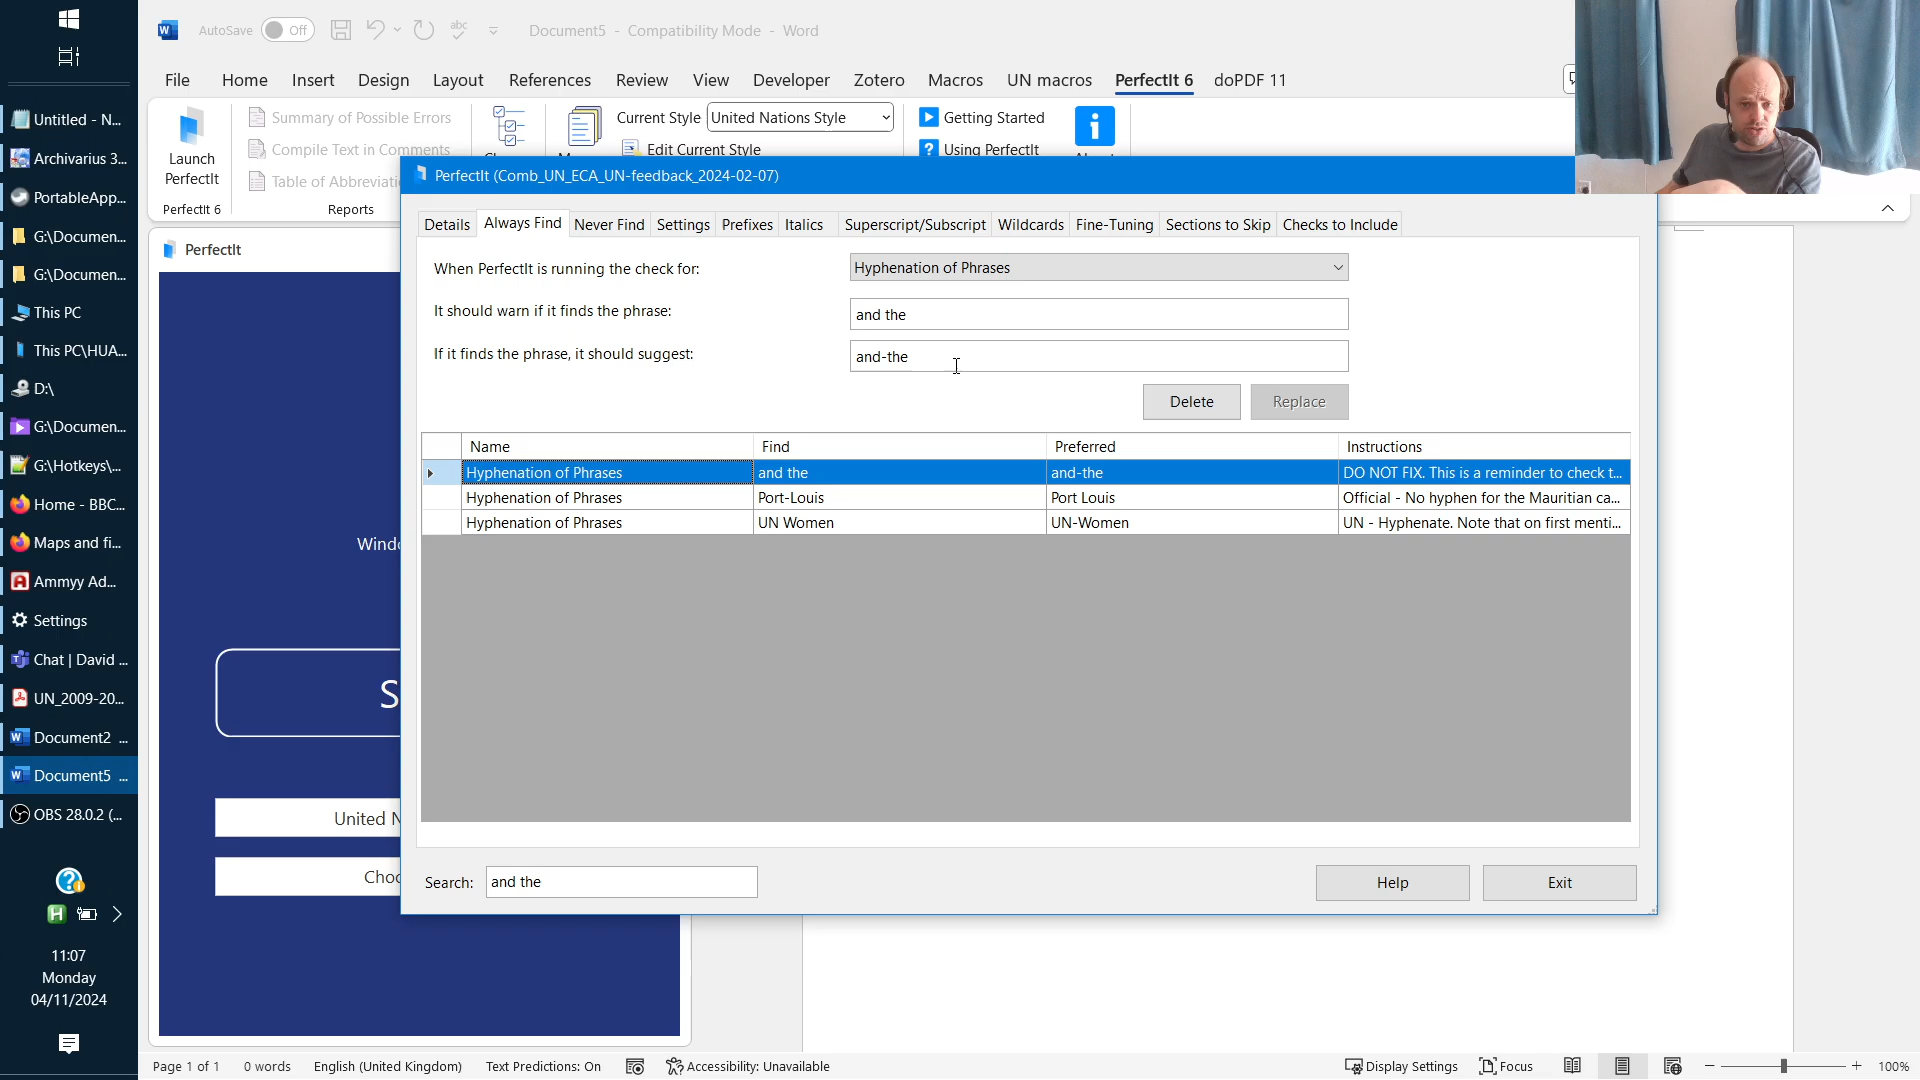 AutoSave Off Document5 - Compatibility Mode - Word
File Home Insert Design Layout References Review View Developer Zotero Macros UN macros PerfectIt 6 doPDF 11
Launch PerfectIt
PerfectIt 6
Summary of Possible Errors
Compile Text in Comments
Reports
Current Style United Nations Style
Edit Current Style
Getting Started
Using PerfectIt
PerfectIt
United N
Untitled - N...
Archivarius 3...
PortableApp...
G:\Documen...
G:\Documen...
This PC
This PC\HUA...
D:\
G:\Documen...
G:\Hotkeys\...
Home - BBC...
Maps and fi...
Ammyy Ad...
Settings
Chat | David ...
UN_2009-20...
Document2 ...
Document5 ...
OBS 28.0.2 (...
11:07
Monday
04/11/2024
PerfectIt (Comb_UN_ECA_UN-feedback_2024-02-07)
Details Always Find Never Find Settings Prefixes Italics Superscript/Subscript Wildcards Fine-Tuning Sections to Skip Checks to Include
When PerfectIt is running the check for: Hyphenation of Phrases
It should warn if it finds the phrase: and the
If it finds the phrase, it should suggest: and-the
Delete Replace
Name Find Preferred Instructions
Hyphenation of Phrases and the and-the DO NOT FIX. This is a reminder to check t...
Hyphenation of Phrases Port-Louis Port Louis Official - No hyphen for the Mauritian ca...
Hyphenation of Phrases UN Women UN-Women UN - Hyphenate. Note that on first menti...
Search: and the Help Exit
Page 1 of 1 0 words English (United Kingdom) Text Predictions: On Accessibility: Unavailable Display Settings Focus 100%